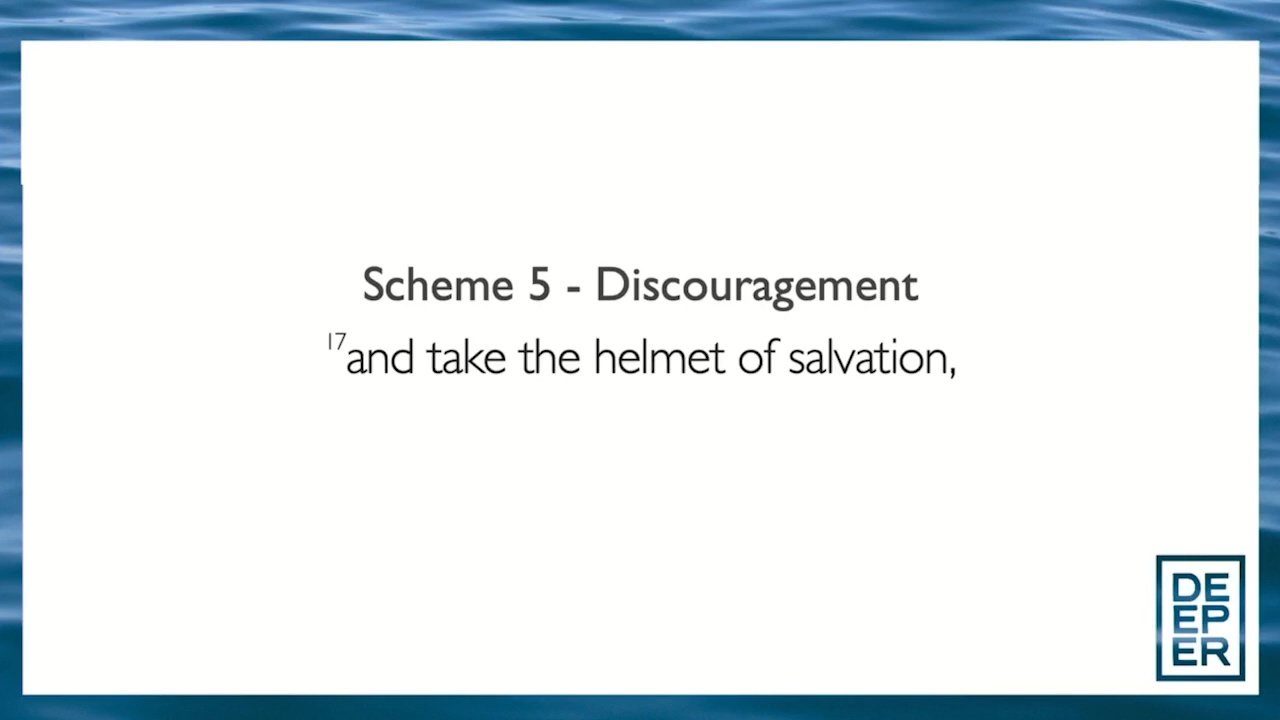 Scheme 5 - Discouragement
17and take the helmet of salvation,
DE
EP
ER